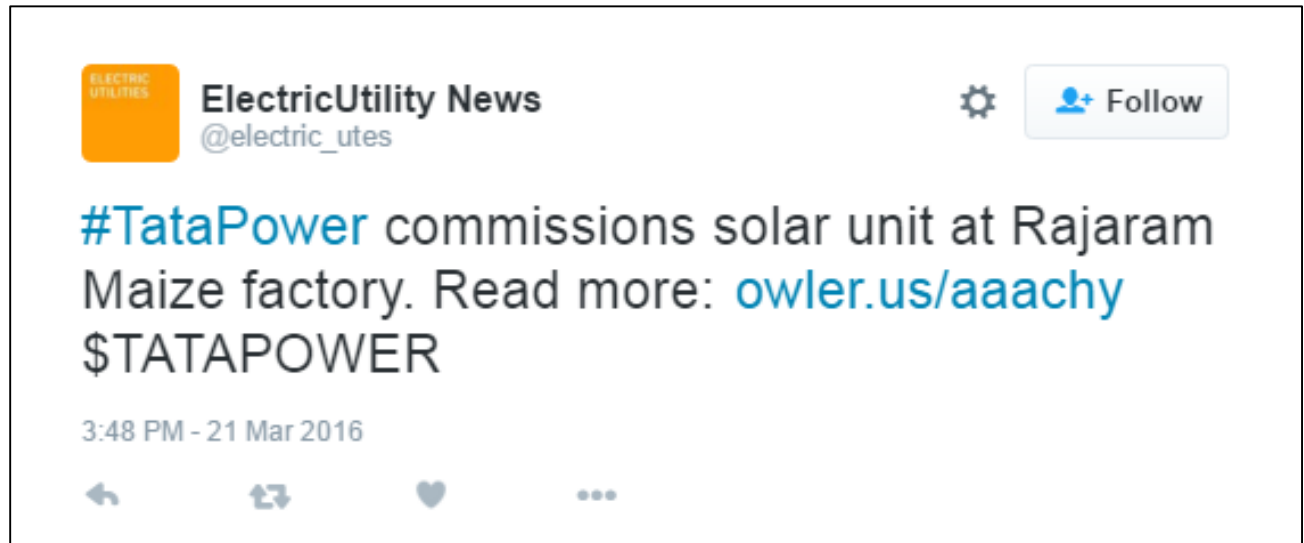 ELECTRIC
UTILITIES
ElectricUtility News
@electric_utes
Follow
#TataPower commissions solar unit at Rajaram
Maize factory. Read more: owler.us/aaachy
$TATAPOWER
3:48 PM - 21 Mar 2016